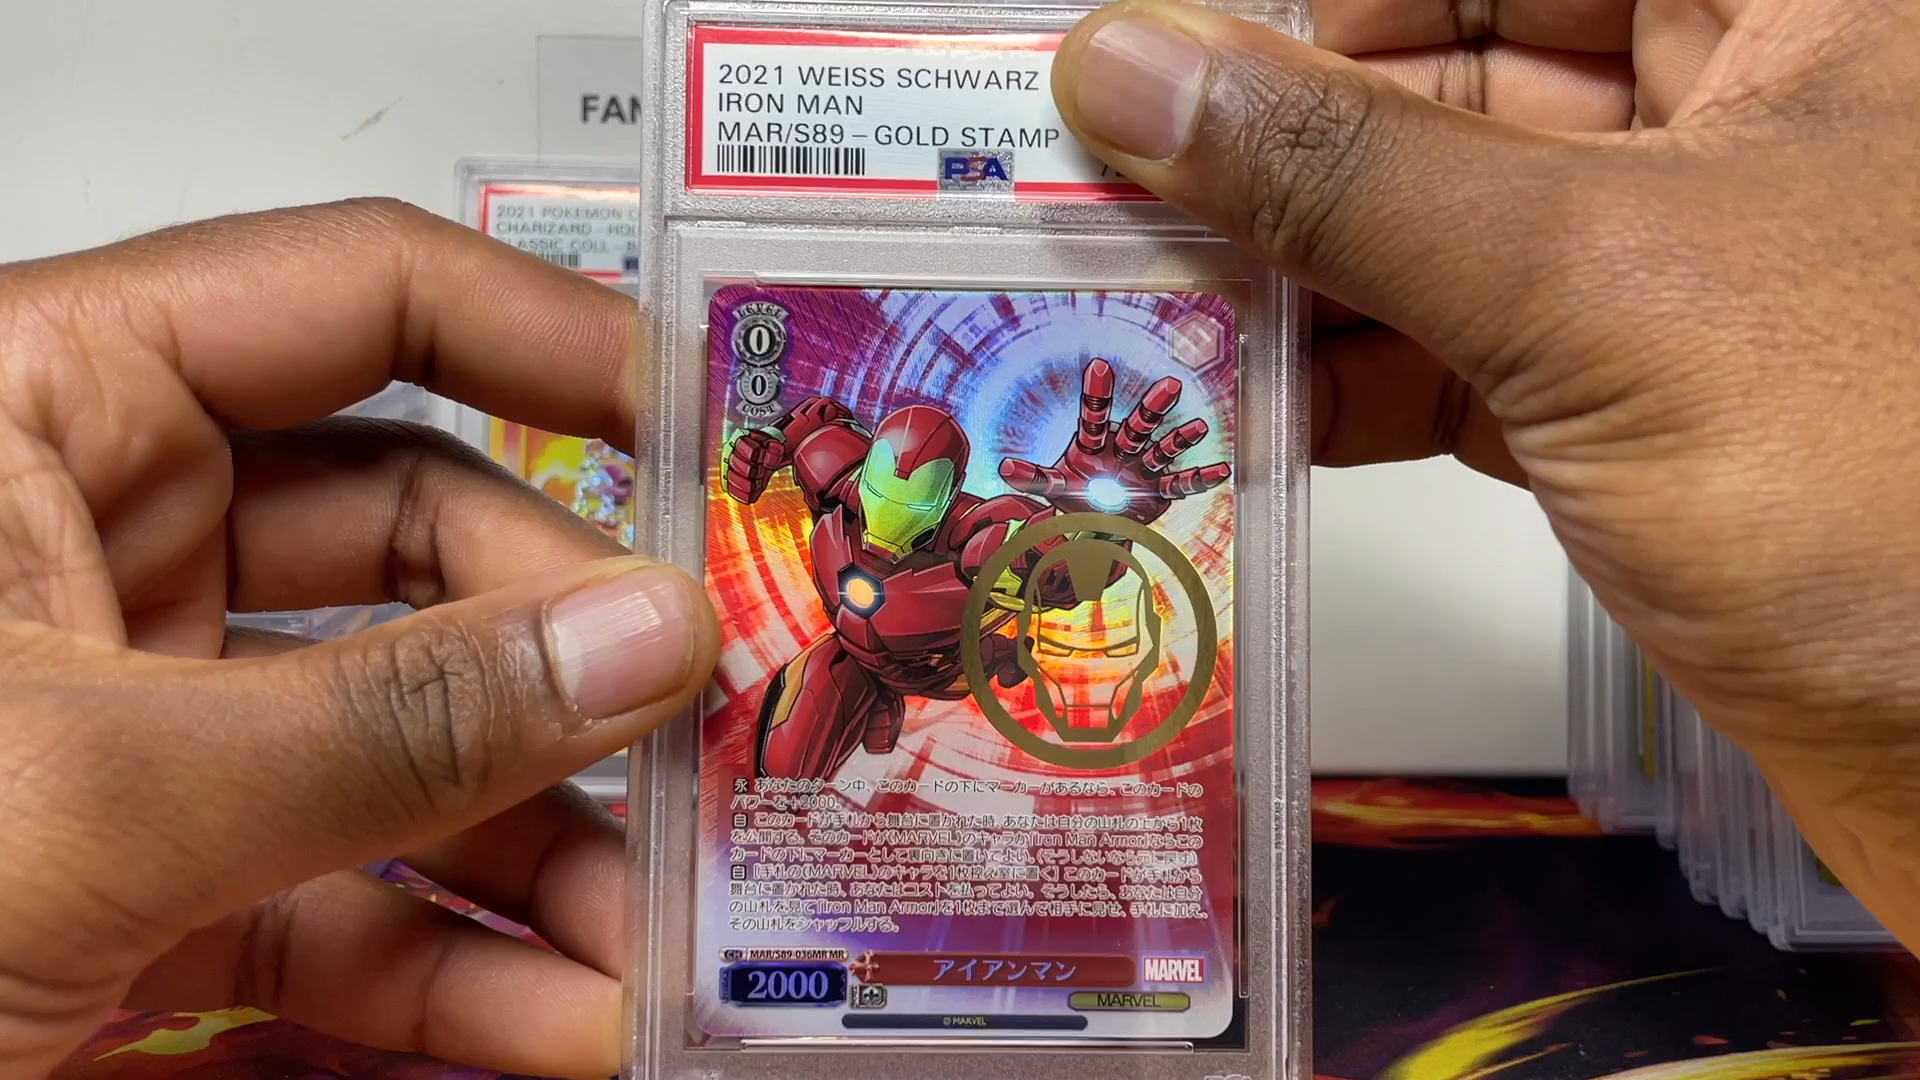 FAN
2021 WEISS SCHWARZ
IRON MAN
MAR/S89 – GOLD STAMP
PSA
2021 POKEMON
CHARIZARD - HOL
CLASSIC COLL
LEVEL
0
0
COST
永 あなたのターン中、このカードの下にマーカーがあるなら、このカードの
パワーを+2000。
自 このカードが手札から舞台に置かれた時、あなたは自分の山札の上から1枚
を公開する。そのカードが《MARVEL》のキャラか「Iron Man Armor」ならこの
カードの下にマーカーとして裏向きに置いてよい。(そうしないなら元に戻す)
自 [手札の《MARVEL》のキャラを1枚控え室に置く] このカードが手札から
舞台に置かれた時、あなたはコストを払ってよい。そうしたら、あなたは自分
の山札を見て「Iron Man Armor」を1枚まで選んで相手に見せ、手札に加え、
その山札をシャッフルする。
CH MAR/S89-036MR MR
2000
アイアンマン
MARVEL
MARVEL
© MARVEL